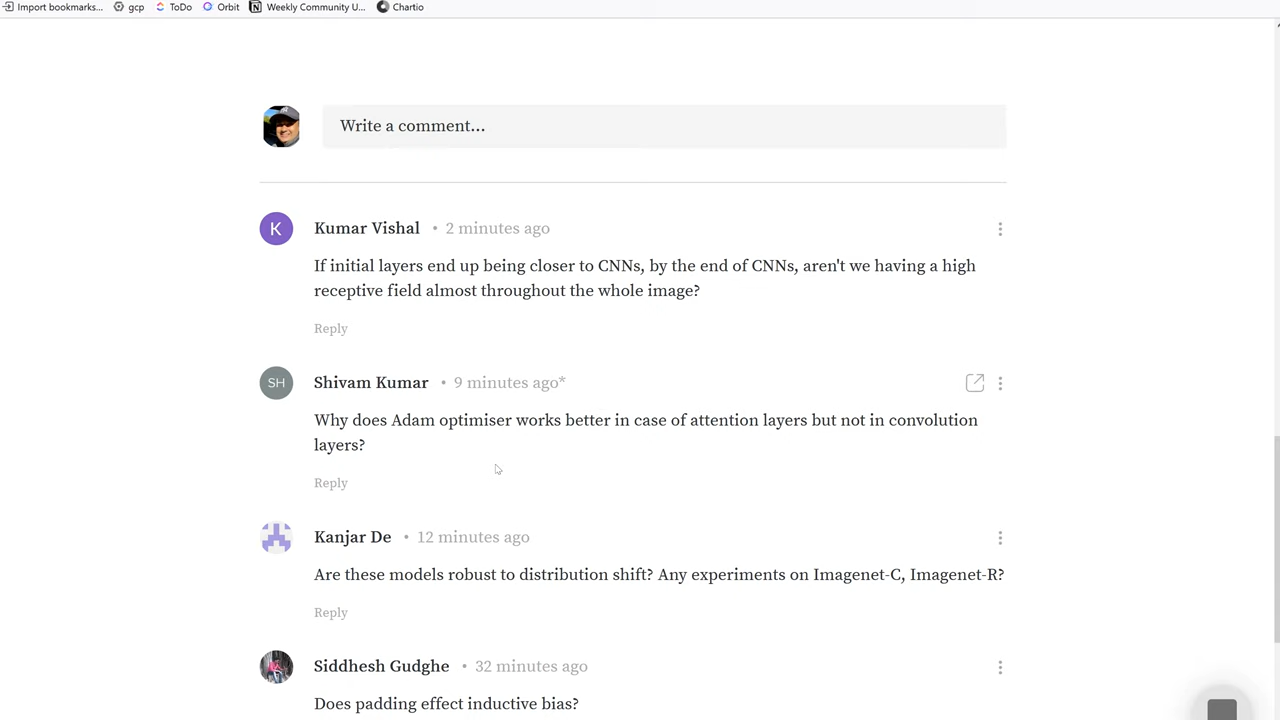 Import bookmarks... gcp ToDo Orbit Weekly Community U... Chartio
Write a comment...
K Kumar Vishal • 2 minutes ago
If initial layers end up being closer to CNNs, by the end of CNNs, aren't we having a high
receptive field almost throughout the whole image?
Reply
SH Shivam Kumar • 9 minutes ago*
Why does Adam optimiser works better in case of attention layers but not in convolution
layers?
Reply
Kanjar De • 12 minutes ago
Are these models robust to distribution shift? Any experiments on Imagenet-C, Imagenet-R?
Reply
Siddhesh Gudghe • 32 minutes ago
Does padding effect inductive bias?